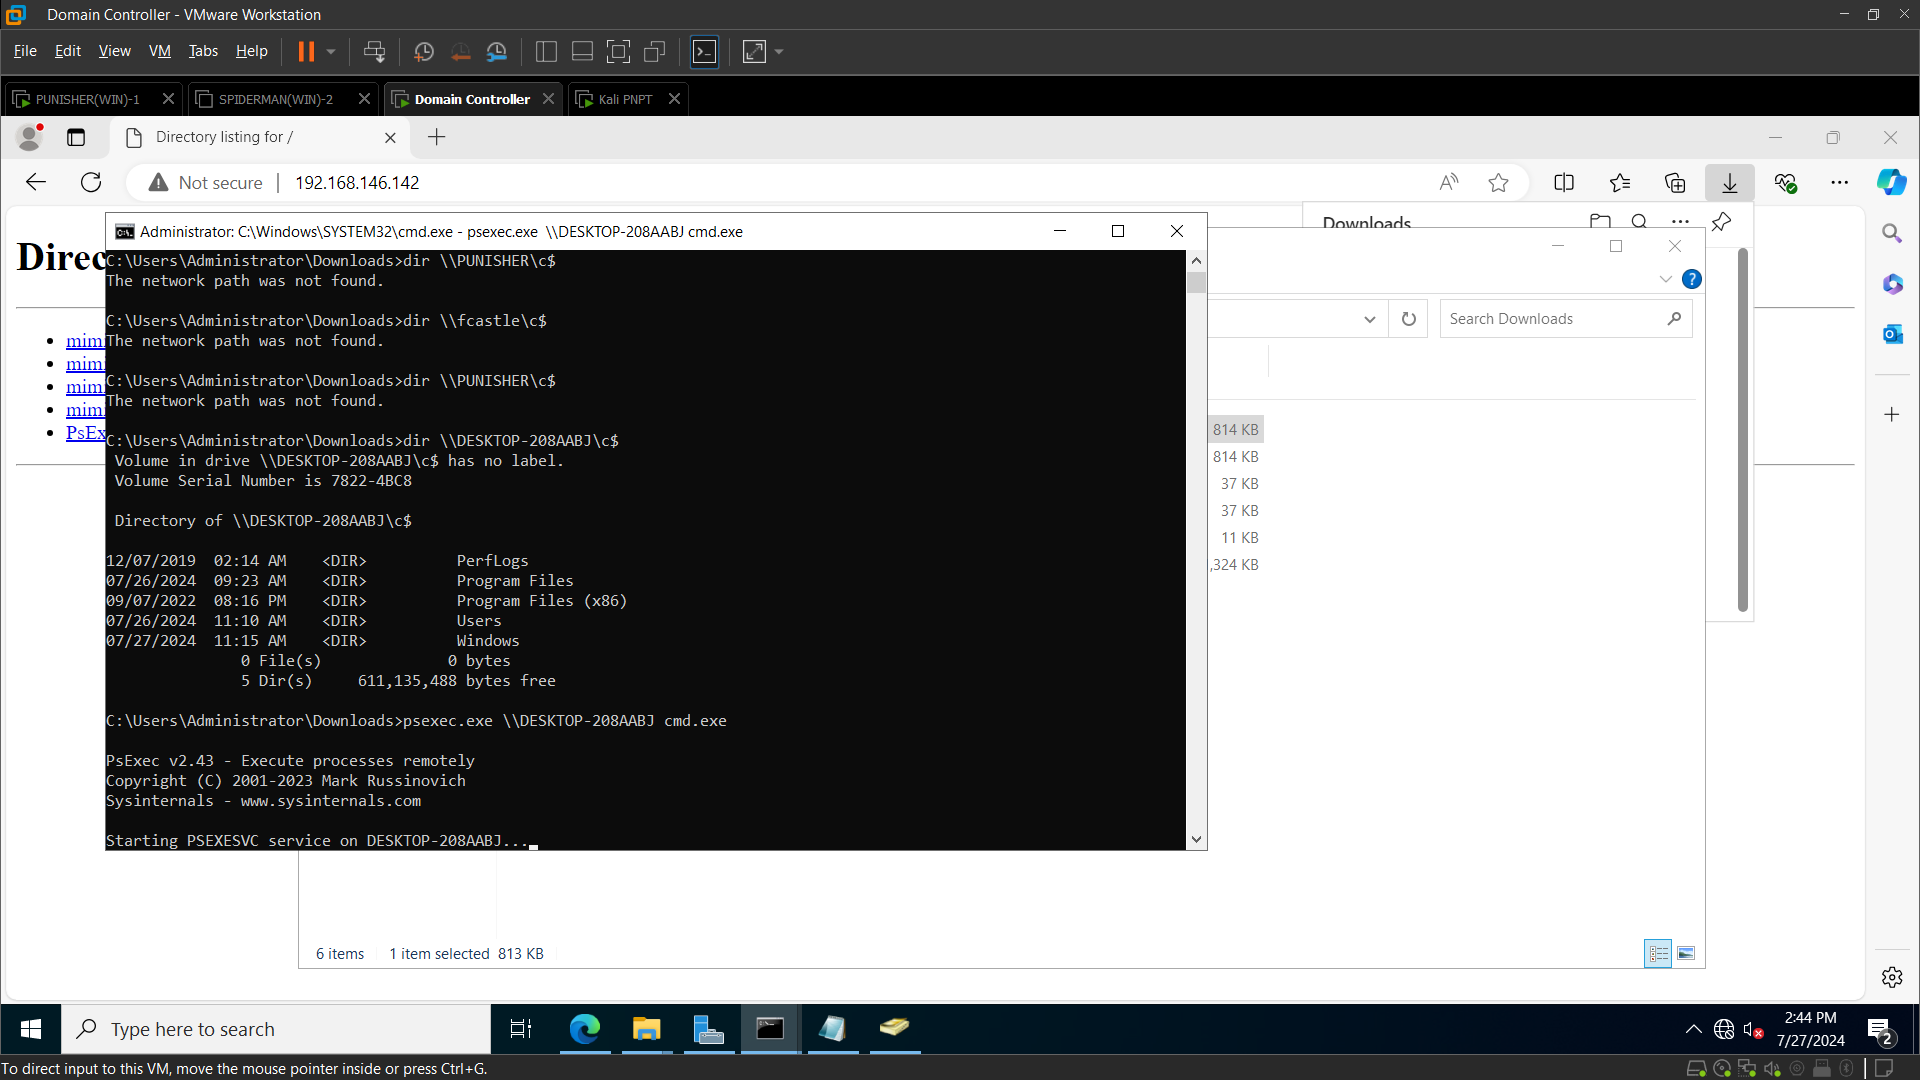 Domain Controller - VMware Workstation
File Edit View VM Tabs Help
PUNISHER(WIN)-1
SPIDERMAN(WIN)-2
Domain Controller
Kali PNPT
Directory listing for /
Not secure
192.168.146.142
Downloads
Direc
mim
mim
mim
mim
PsEx
Administrator: C:\Windows\SYSTEM32\cmd.exe - psexec.exe \\DESKTOP-208AABJ cmd.exe
C:\Users\Administrator\Downloads>dir \\PUNISHER\c$
The network path was not found.
C:\Users\Administrator\Downloads>dir \\fcastle\c$
The network path was not found.
C:\Users\Administrator\Downloads>dir \\PUNISHER\c$
The network path was not found.
C:\Users\Administrator\Downloads>dir \\DESKTOP-208AABJ\c$
Volume in drive \\DESKTOP-208AABJ\c$ has no label.
Volume Serial Number is 7822-4BC8
Directory of \\DESKTOP-208AABJ\c$
12/07/2019 02:14 AM <DIR> PerfLogs
07/26/2024 09:23 AM <DIR> Program Files
09/07/2022 08:16 PM <DIR> Program Files (x86)
07/26/2024 11:10 AM <DIR> Users
07/27/2024 11:15 AM <DIR> Windows
0 File(s) 0 bytes
5 Dir(s) 611,135,488 bytes free
C:\Users\Administrator\Downloads>psexec.exe \\DESKTOP-208AABJ cmd.exe
PsExec v2.43 - Execute processes remotely
Copyright (C) 2001-2023 Mark Russinovich
Sysinternals - www.sysinternals.com
Starting PSEXESVC service on DESKTOP-208AABJ...
Search Downloads
814 KB
814 KB
37 KB
37 KB
11 KB
,324 KB
6 items 1 item selected 813 KB
Type here to search
2:44 PM
7/27/2024
2
To direct input to this VM, move the mouse pointer inside or press Ctrl+G.